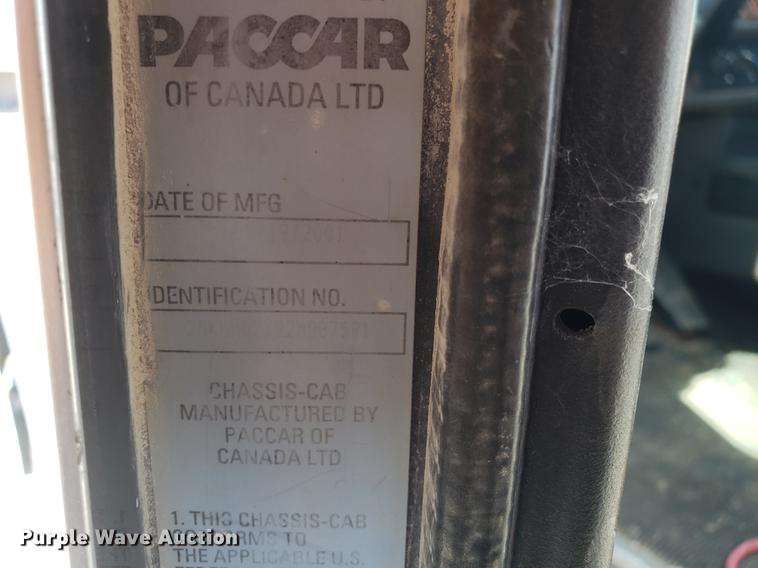 PACCAR
OF CANADA LTD
DATE OF MFG
IDENTIFICATION NO.
CHASSIS-CAB
MANUFACTURED BY
PACCAR OF
CANADA LTD
1. THIS CHASSIS-CAB
TO
THE APPLICABLE U.S.
Purple Wave Auction